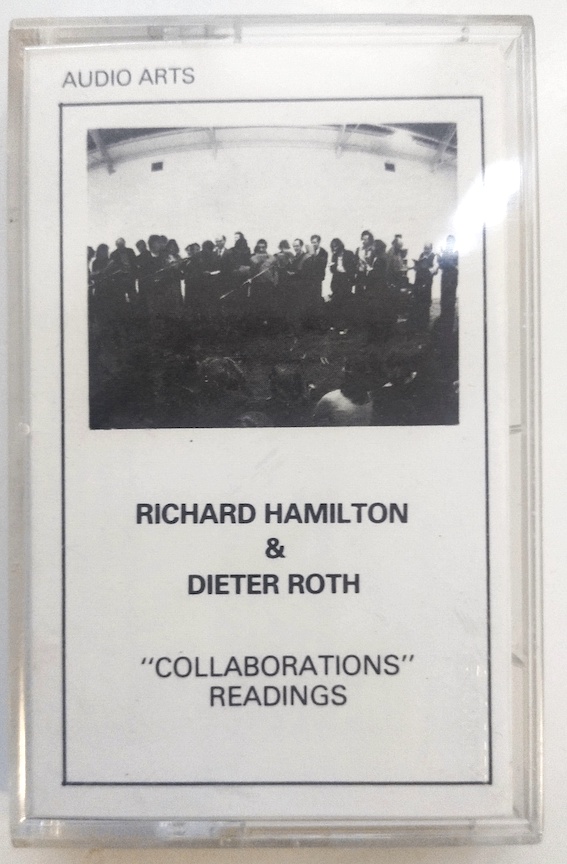 AUDIO ARTS
RICHARD HAMILTON
&
DIETER ROTH
"COLLABORATIONS"
READINGS